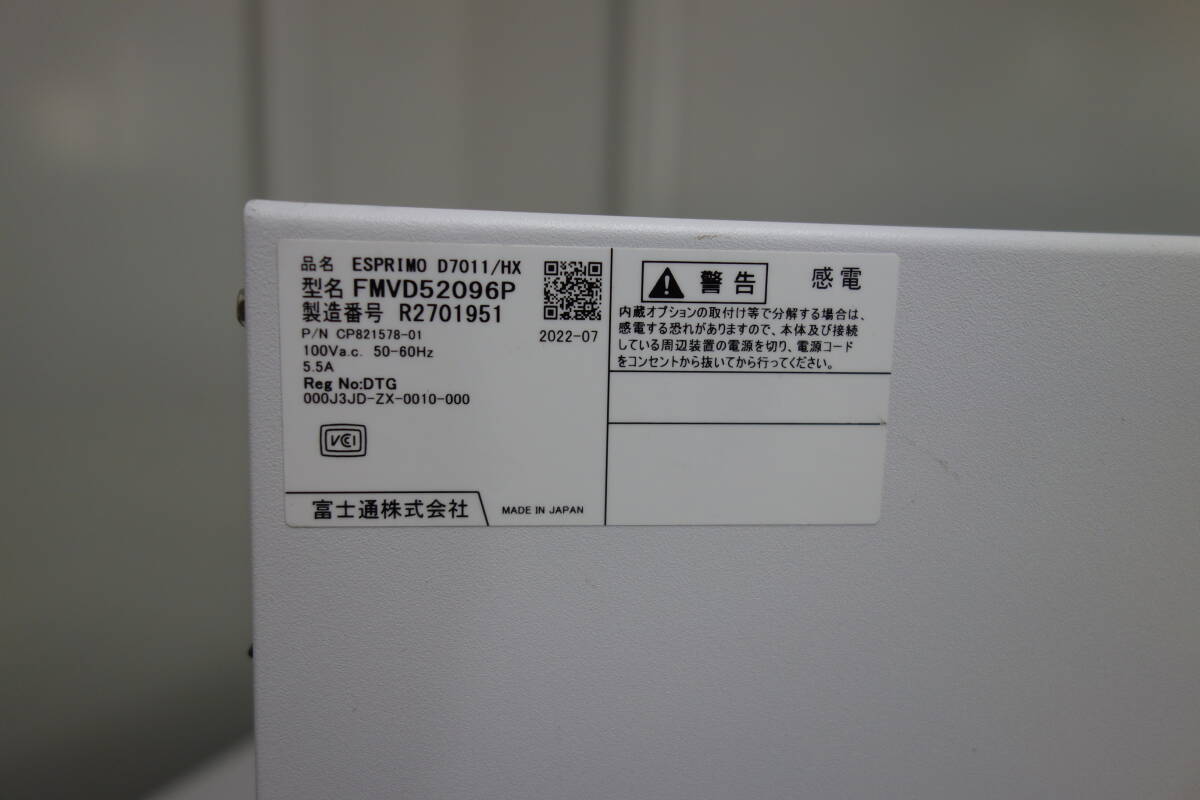 品名 ESPRIMO D7011/HX
型名 FMVD52096P
製造番号 R2701951
P/N CP821578-01
2022-07
100Va.c. 50-60Hz
5.5A
Reg No:DTG
000J3JD-ZX-0010-000
VCCI
富士通株式会社
MADE IN JAPAN
警告 感電
内蔵オプションの取付け等で分解する場合は、
感電する恐れがありますので、本体及び接続
している周辺装置の電源を切り、電源コード
をコンセントから抜いてから行ってください。